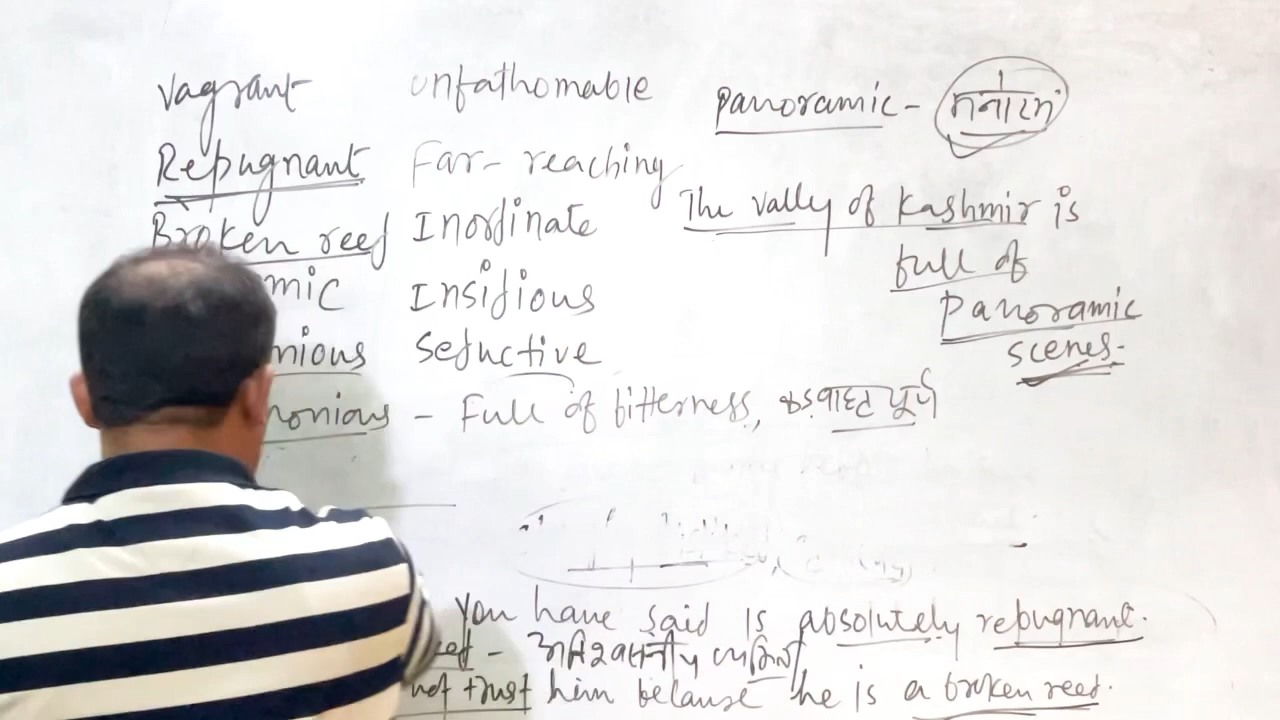 Vagrant unfathomable
Repugnant Far-reaching
Broken reed Inordinate
mic Insidious
nious Seductive
monious - Full of bitterness, कड़वाहट पूर्ण
panoramic - मनोरम
The vally of Kashmir is
full of
panoramic
scenes.
You have said is absolutely repugnant.
reed - अविश्वसनीय व्यक्ति
not trust him because he is a broken reed.